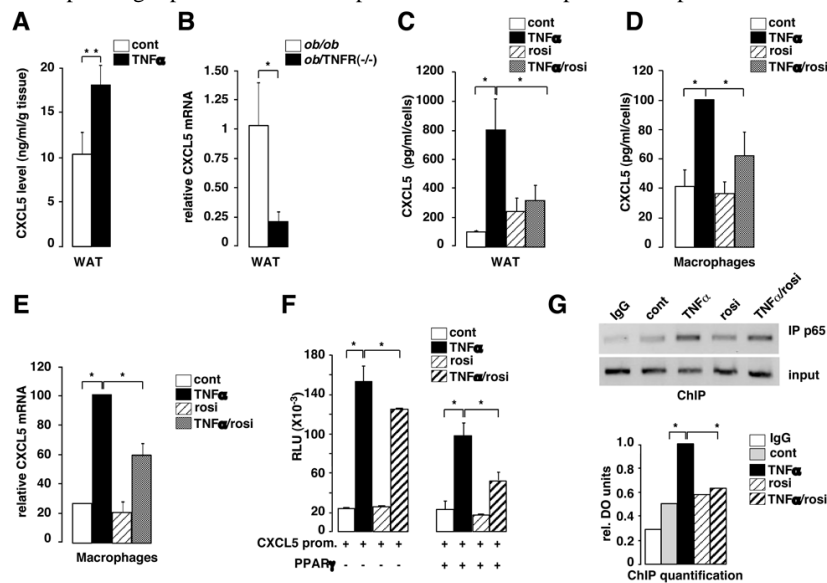 A
cont
TNFα
**
CXCL5 level (ng/ml/g tissue)
20
15
10
5
0
WAT
B
ob/ob
ob/TNFR(-/-)
*
relative CXCL5 mRNA
1.50
1.25
1
0.75
0.25
0
WAT
C
cont
TNFα
rosi
TNFα/rosi
* *
CXCL5 (pg/ml/cells)
1200
1000
800
600
400
200
0
WAT
D
cont
TNFα
rosi
TNFα/rosi
* *
CXCL5 (pg/ml/cells)
120
100
80
60
40
20
0
Macrophages
E
cont
TNFα
rosi
TNFα/rosi
* *
relative CXCL5 mRNA
120
100
80
60
40
20
0
Macrophages
F
cont
TNFα
rosi
TNFα/rosi
* *
* *
RLU (X10⁻³)
180
140
100
60
20
0
CXCL5 prom. + + + + + + + +
PPARγ - - - - + + + +
G
IgG cont TNFα rosi TNFα/rosi
IP p65
input
ChIP
IgG
cont
TNFα
rosi
TNFα/rosi
* *
rel. DO units
1.0
0.8
0.6
0.4
0.2
0
ChIP quantification